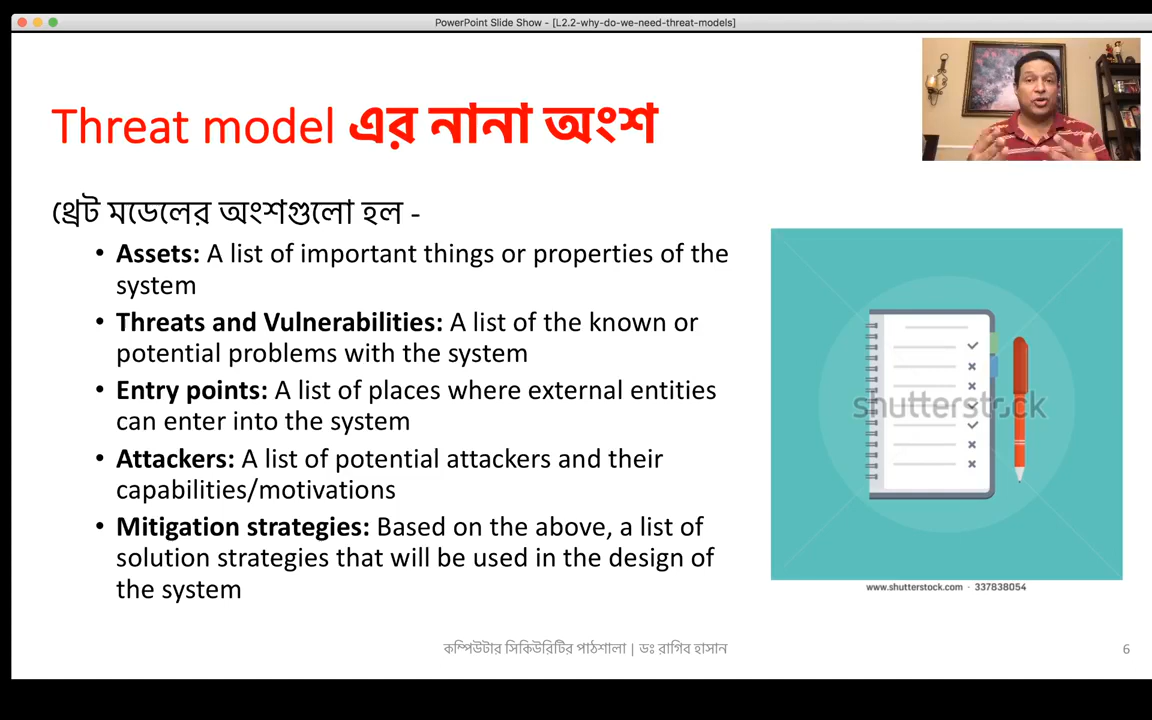 PowerPoint Slide Show - [L2.2-why-do-we-need-threat-models]
Threat model এর নানা অংশ
থ্রেট মডেলের অংশগুলো হল -
• Assets: A list of important things or properties of the
system
• Threats and Vulnerabilities: A list of the known or
potential problems with the system
• Entry points: A list of places where external entities
can enter into the system
• Attackers: A list of potential attackers and their
capabilities/motivations
• Mitigation strategies: Based on the above, a list of
solution strategies that will be used in the design of
the system
shutterstock
www.shutterstock.com · 337838054
কম্পিউটার সিকিউরিটির পাঠশালা | ডঃ রাগিব হাসান
6